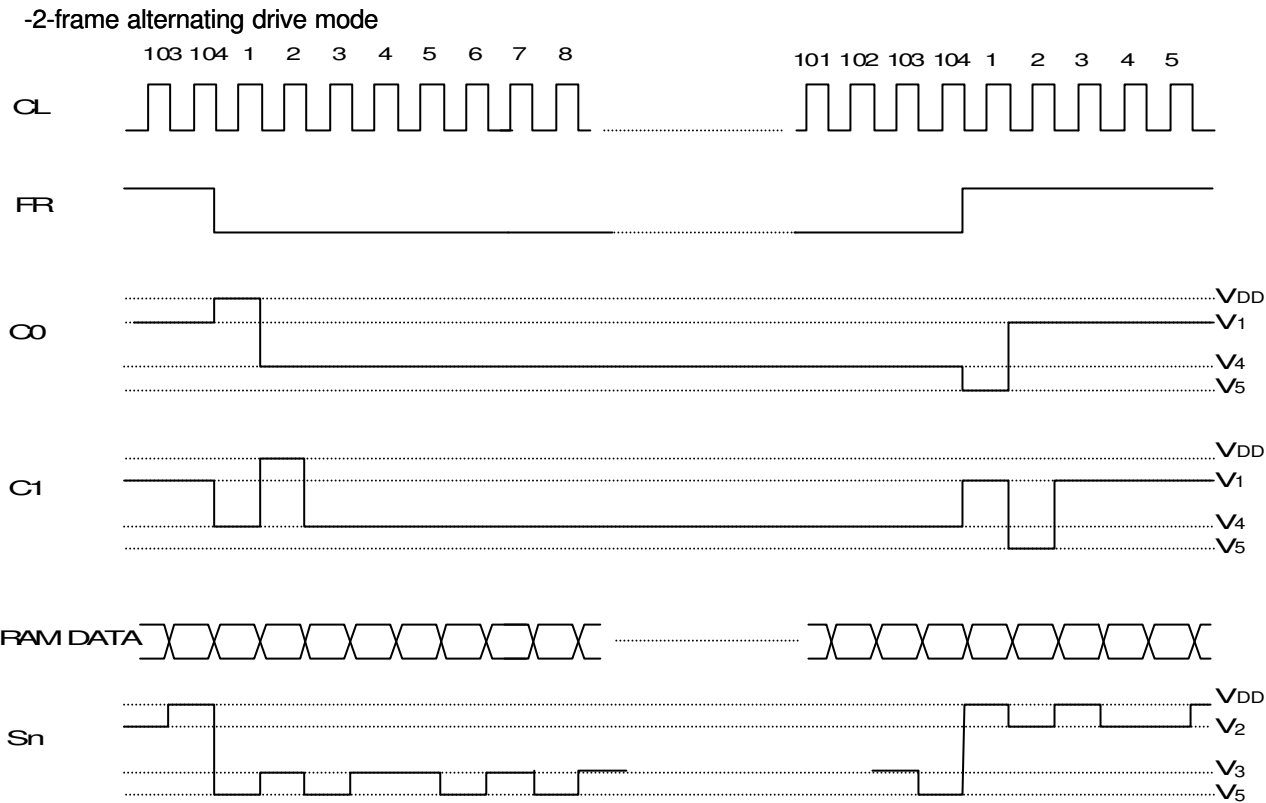 -2-frame alternating drive mode
103 104 1 2 3 4 5 6 7 8 101 102 103 104 1 2 3 4 5
CL
FR
VDD
C0
V1
V4
V5
VDD
C1
V1
V4
V5
RAM DATA
VDD
Sn
V2
V3
V5